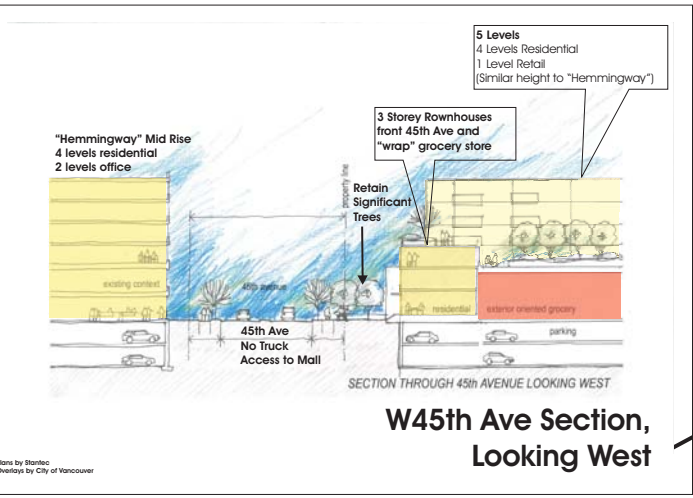 5 Levels
4 Levels Residential
1 Level Retail
(Similar height to "Hemmingway")
3 Storey Rownhouses
front 45th Ave and
"wrap" grocery store
"Hemmingway" Mid Rise
4 levels residential
2 levels office
property line
Retain
Significant
Trees
existing context
45th avenue
residential
exterior oriented grocery
parking
45th Ave
No Truck
Access to Mall
SECTION THROUGH 45th AVENUE LOOKING WEST
W45th Ave Section,
Looking West
lans by Stantec
Overlays by City of Vancouver